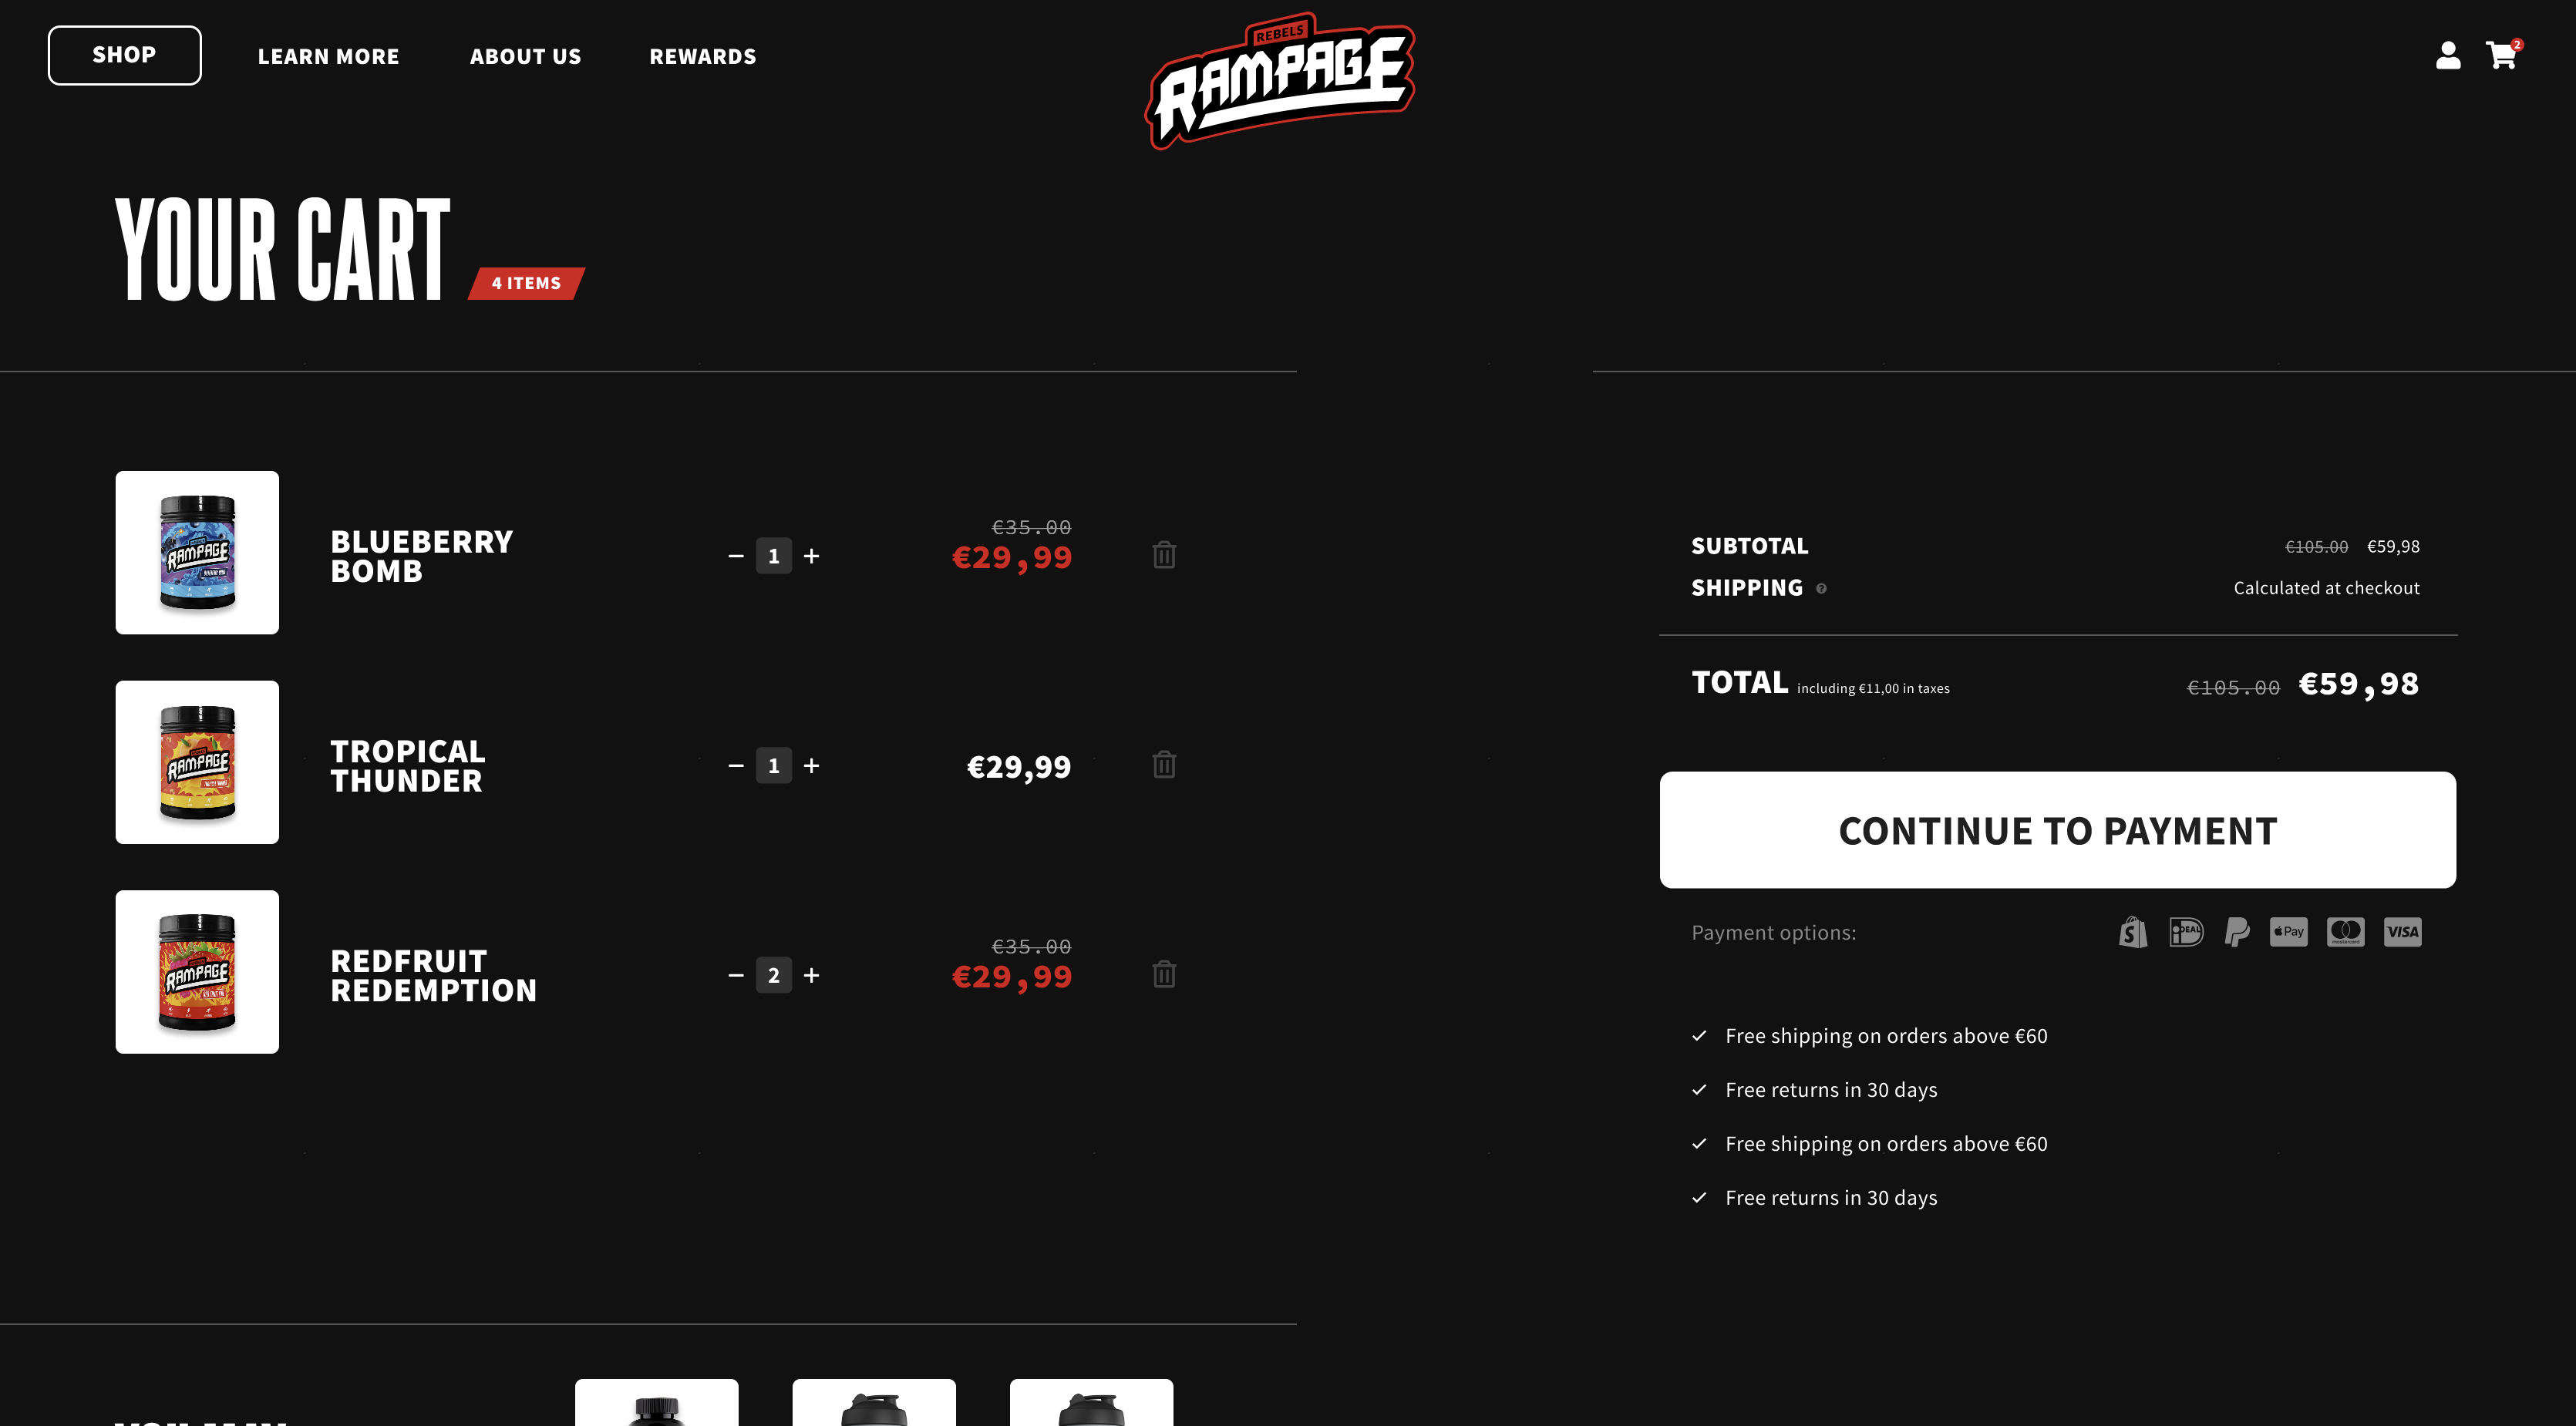 SHOP
LEARN MORE
ABOUT US
REWARDS
REBELS
RAMPAGE
2
YOUR CART
4 ITEMS
RAMPAGE
BLUEBERRY
BOMB
− 1 +
€35.00
€29,99
RAMPAGE
TROPICAL
THUNDER
− 1 +
€29,99
RAMPAGE
REDFRUIT
REDEMPTION
− 2 +
€35.00
€29,99
SUBTOTAL €105.00 €59,98
SHIPPING ? Calculated at checkout
TOTAL including €11,00 in taxes €105.00 €59,98
CONTINUE TO PAYMENT
Payment options:
iDEAL
Pay
mastercard
VISA
Free shipping on orders above €60
Free returns in 30 days
Free shipping on orders above €60
Free returns in 30 days